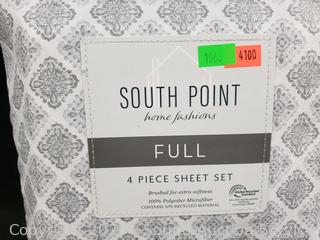 4100
SOUTH POINT
home fashions
FULL
4 PIECE SHEET SET
Brushed for extra softness
100% Polyester Microfiber
CONTAINS 50% RECYCLED MATERIAL